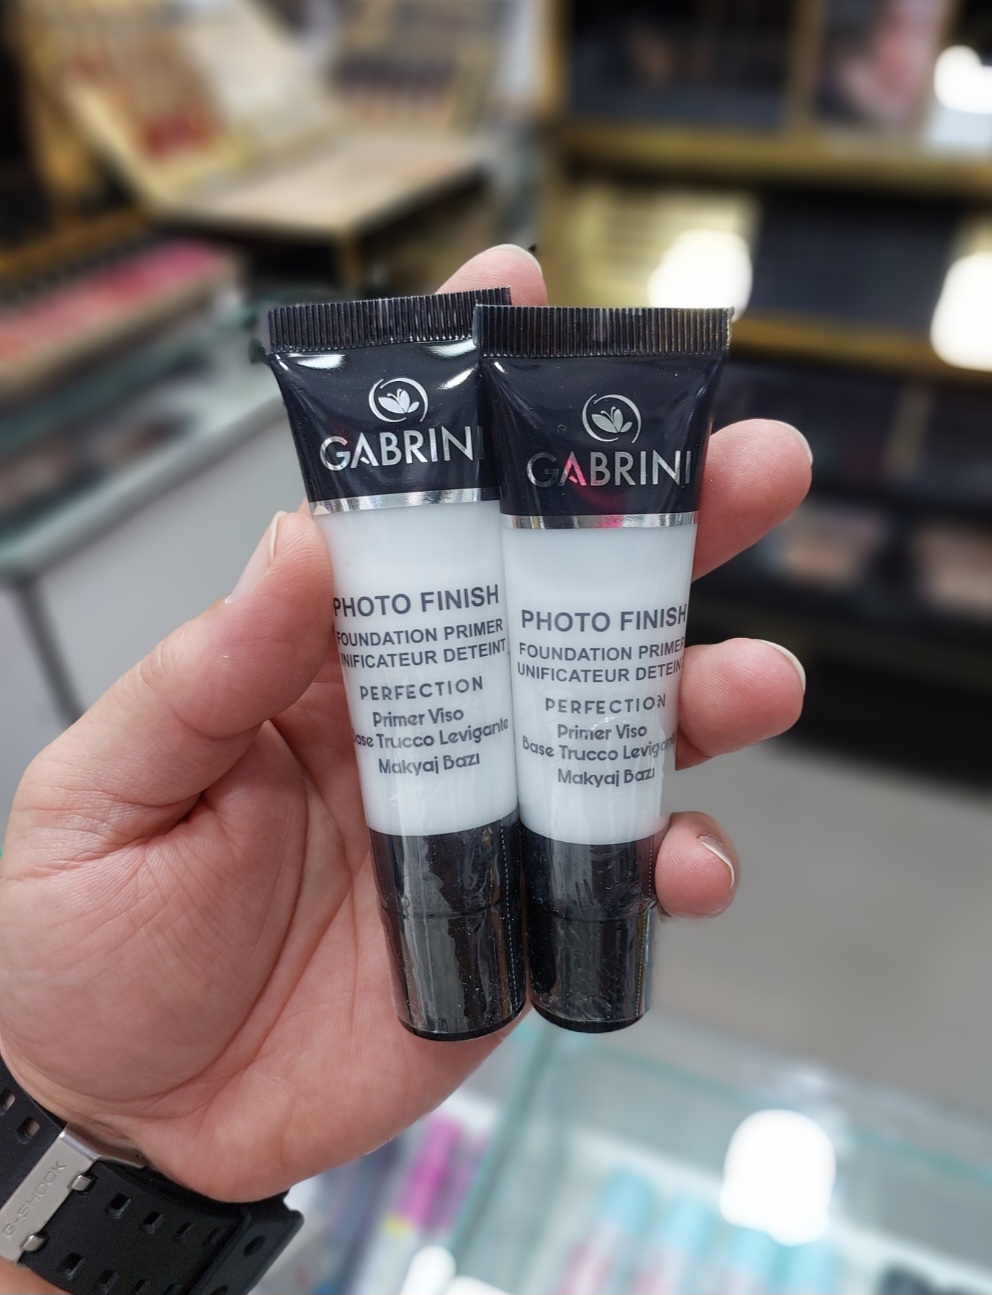 GABRINI
PHOTO FINISH
FOUNDATION PRIMER
UNIFICATEUR DETEINT
PERFECTION
Primer Viso
Base Trucco Levigante
Makyaj Bazı
GABRINI
PHOTO FINISH
FOUNDATION PRIMER
UNIFICATEUR DETEINT
PERFECTION
Primer Viso
Base Trucco Levigante
Makyaj Bazı
G-SHOCK